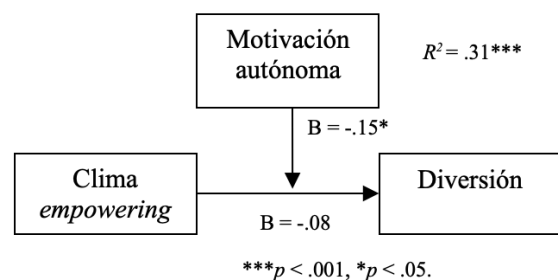 Motivación
autónoma
R² = .31***
B = -.15*
Clima
empowering
Diversión
B = -.08
***p < .001, *p < .05.